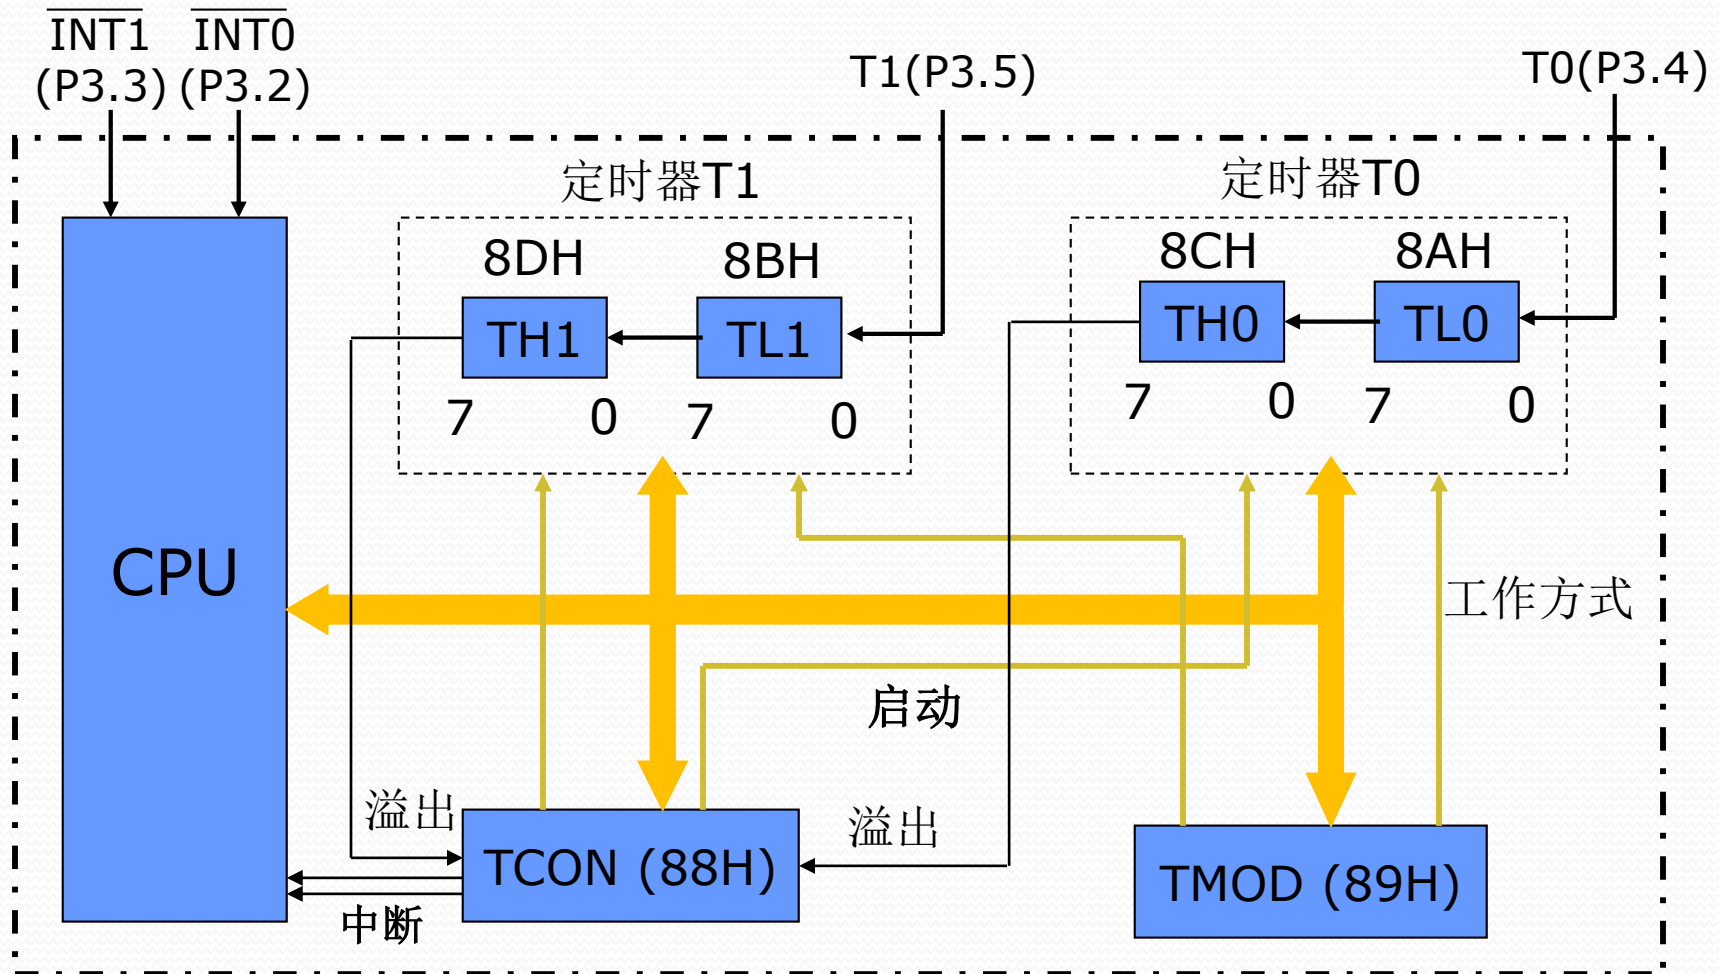 INT1 INT0
(P3.3) (P3.2)
T1(P3.5)
T0(P3.4)
定时器T1
定时器T0
8DH 8BH
8CH 8AH
TH1 TL1
TH0 TL0
7 0 7 0
7 0 7 0
CPU
工作方式
启动
溢出
溢出
TCON (88H)
TMOD (89H)
中断